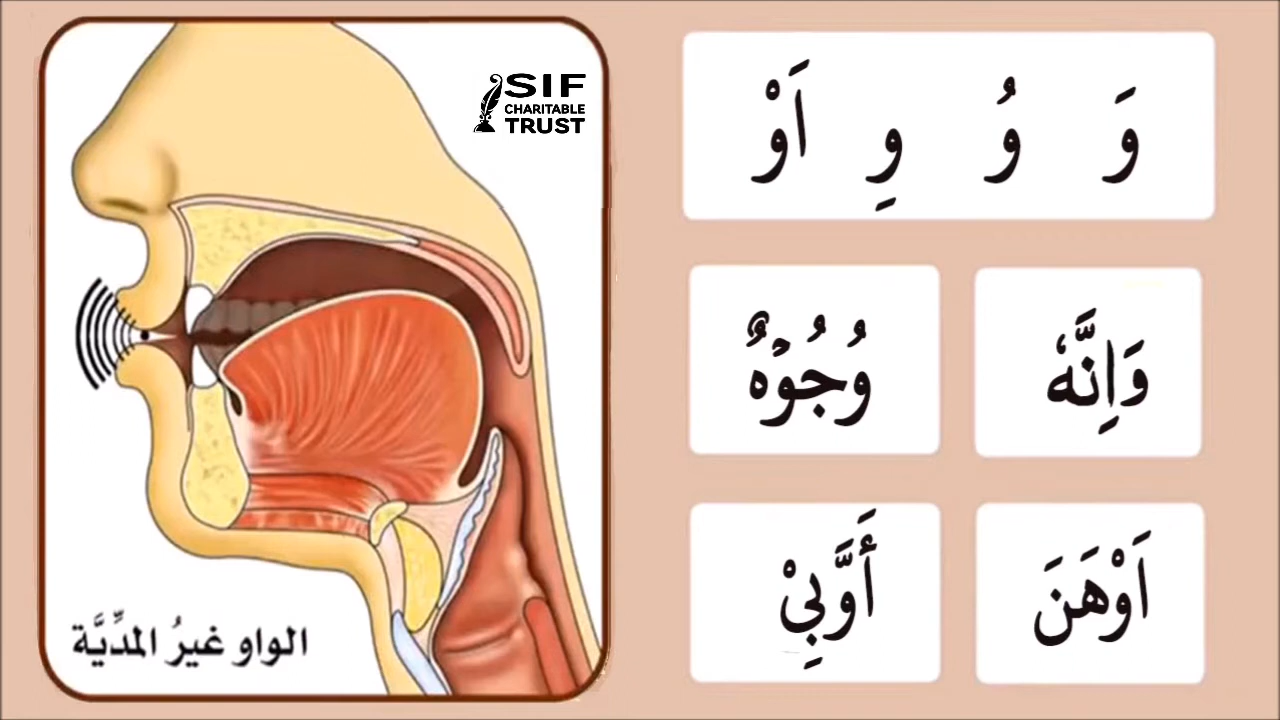 SIF
CHARITABLE
TRUST
وَ وُ وِ اَوْ
وَاِنَّهٗ وُجُوْهٌ
اَوْهَنَ أَوَّبِيْ
الواو غيرُ المدِّيَّة